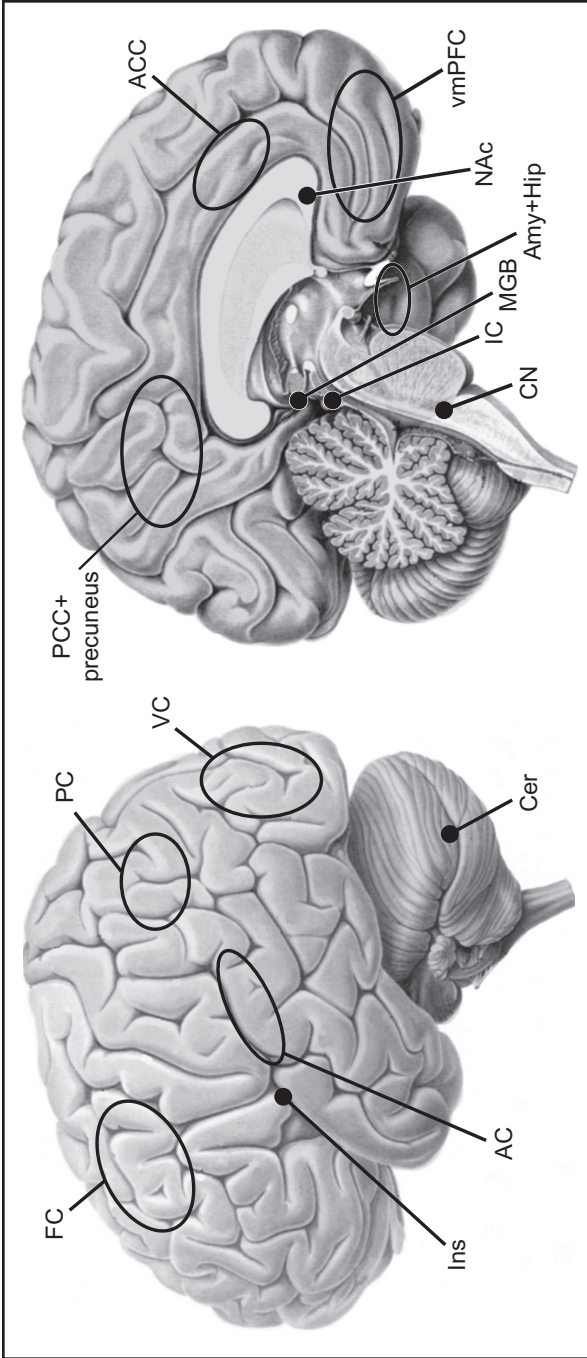 FC
PC
VC
Ins
AC
Cer
PCC+
precuneus
ACC
vmPFC
NAc
Amy+Hip
MGB
IC
CN